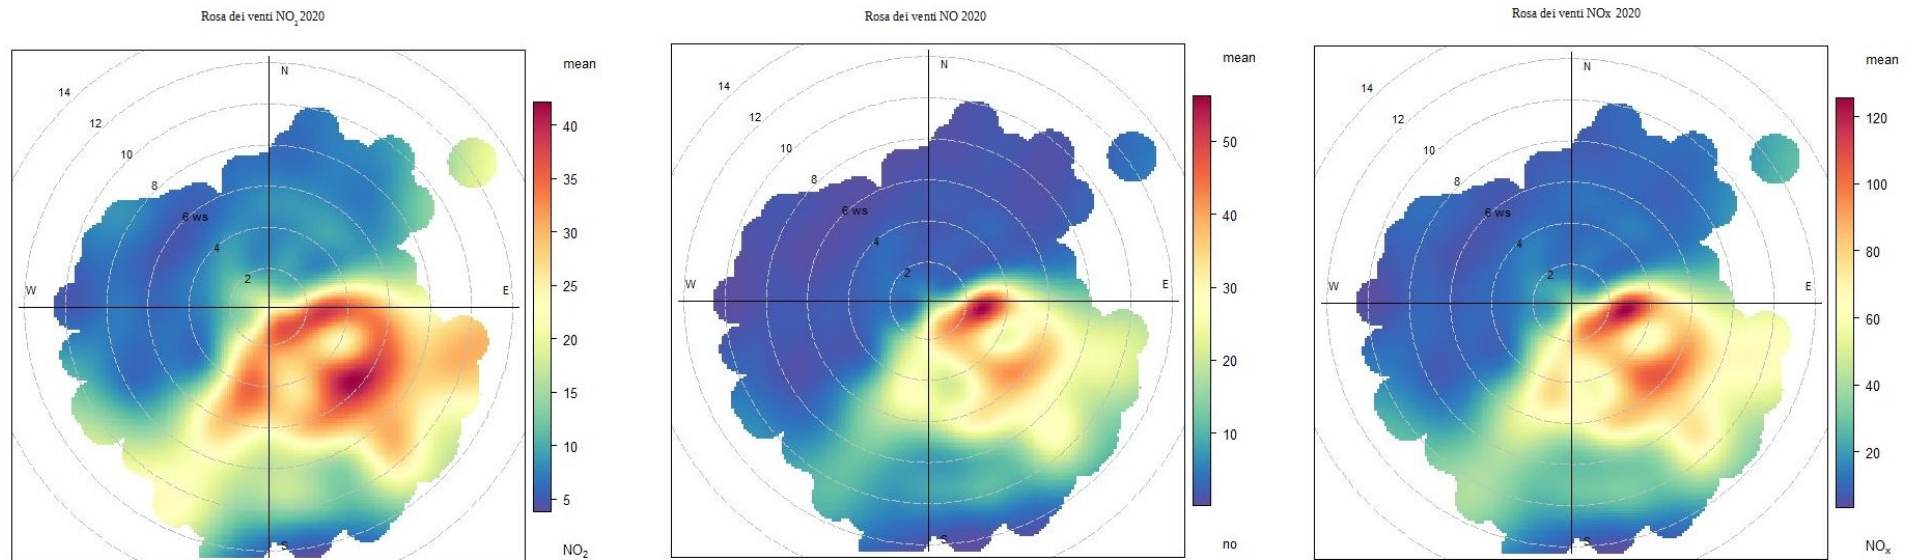 Rosa dei venti NO₂ 2020
mean
14
12
10
8
6 ws
4
2
N
W
E
S
40
35
30
25
20
15
10
5
NO₂
Rosa dei venti NO 2020
mean
14
12
10
8
6 ws
4
2
N
W
E
S
50
40
30
20
10
no
Rosa dei venti NOx 2020
mean
14
12
10
8
6 ws
4
2
N
W
E
S
120
100
80
60
40
20
NOₓ